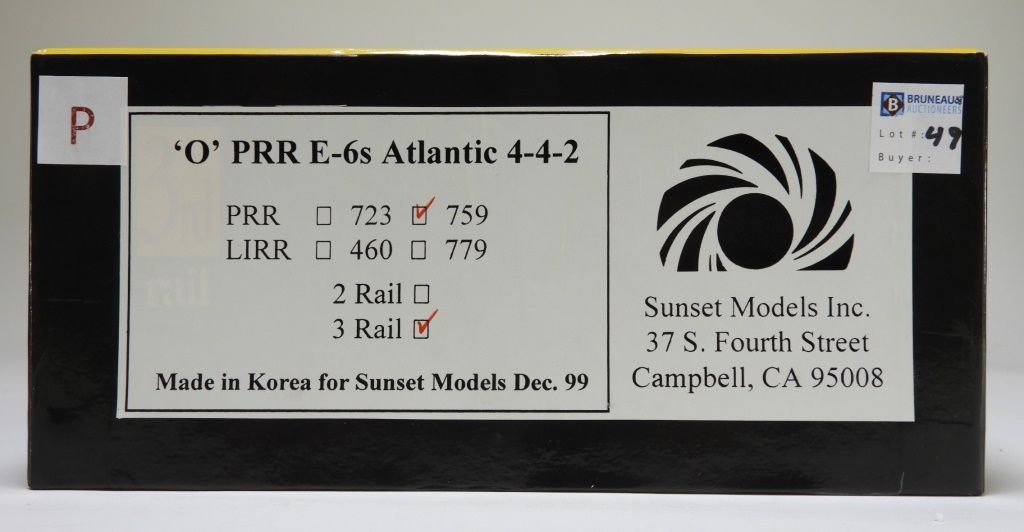 P
'O' PRR E-6s Atlantic 4-4-2
PRR ☐ 723 ☑ 759
LIRR ☐ 460 ☐ 779
2 Rail ☐
3 Rail ☑
Made in Korea for Sunset Models Dec. 99
Sunset Models Inc.
37 S. Fourth Street
Campbell, CA 95008
B BRUNEAU
AUCTIONEERS
Lot #: 49
Buyer: